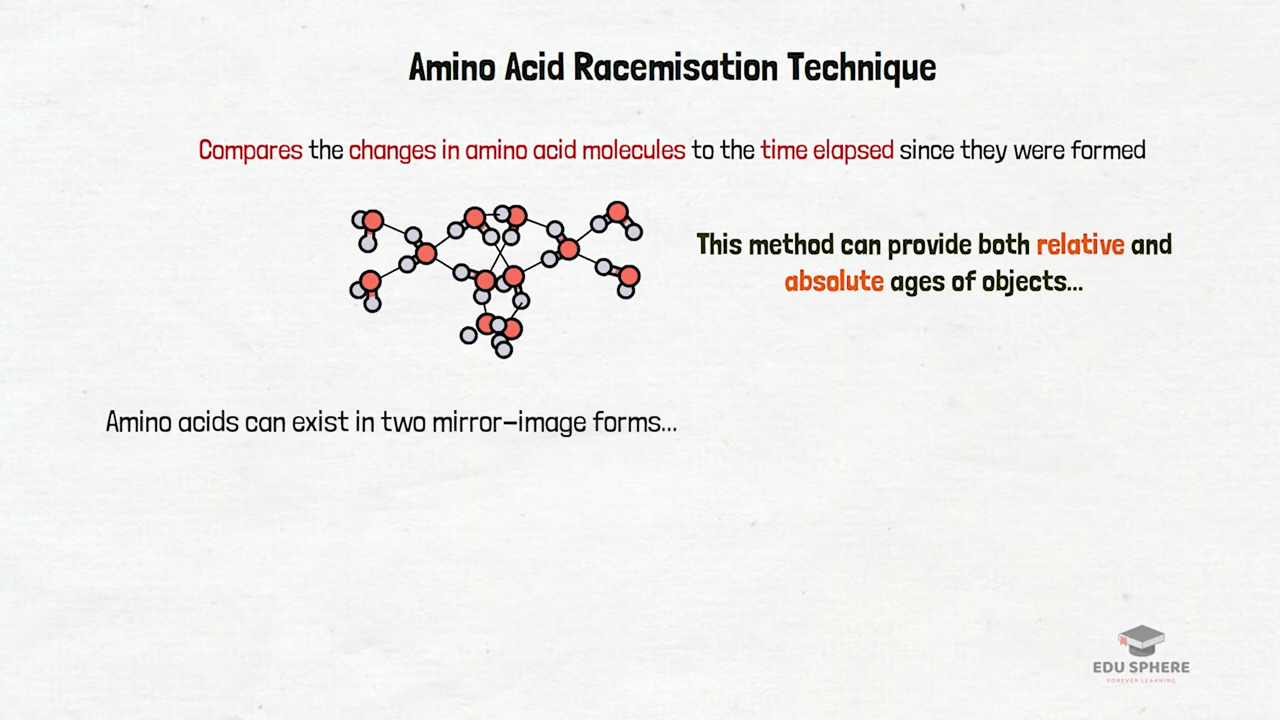 Amino Acid Racemisation Technique
Compares the changes in amino acid molecules to the time elapsed since they were formed
This method can provide both relative and
absolute ages of objects...
Amino acids can exist in two mirror-image forms...
EDU SPHERE
FOREVER LEARNING